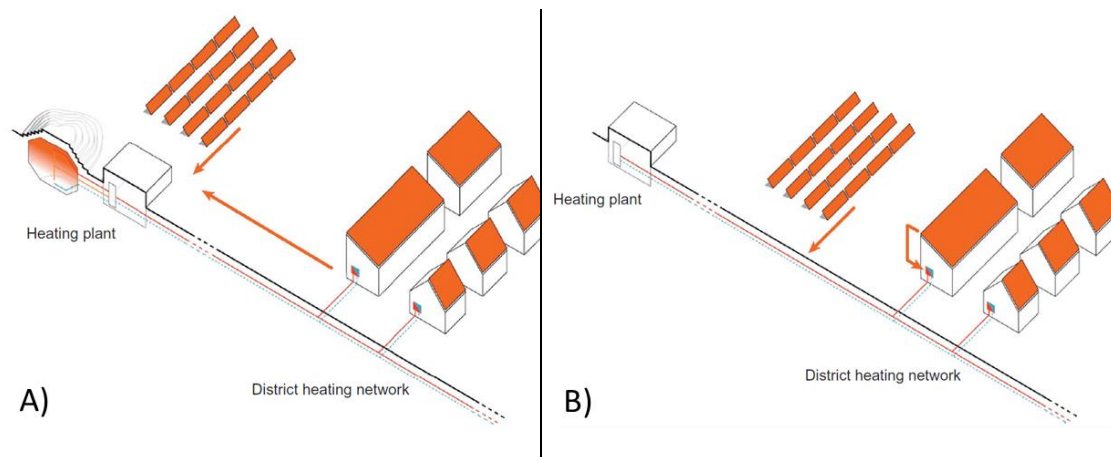 Heating plant
District heating network
A)
Heating plant
District heating network
B)